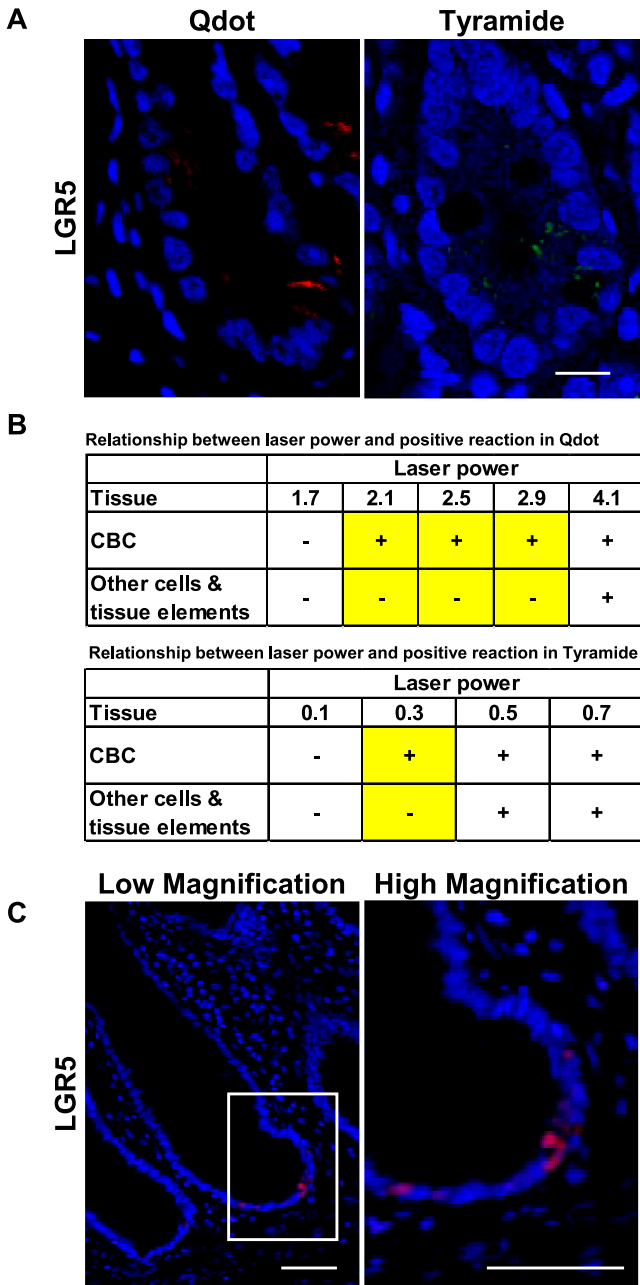 A
Qdot
Tyramide
LGR5
B
Relationship between laser power and positive reaction in Qdot
Laser power
Tissue 1.7 2.1 2.5 2.9 4.1
CBC - + + + +
Other cells &
tissue elements - - - - +
Relationship between laser power and positive reaction in Tyramide
Laser power
Tissue 0.1 0.3 0.5 0.7
CBC - + + +
Other cells &
tissue elements - - + +
Low Magnification
High Magnification
C
LGR5